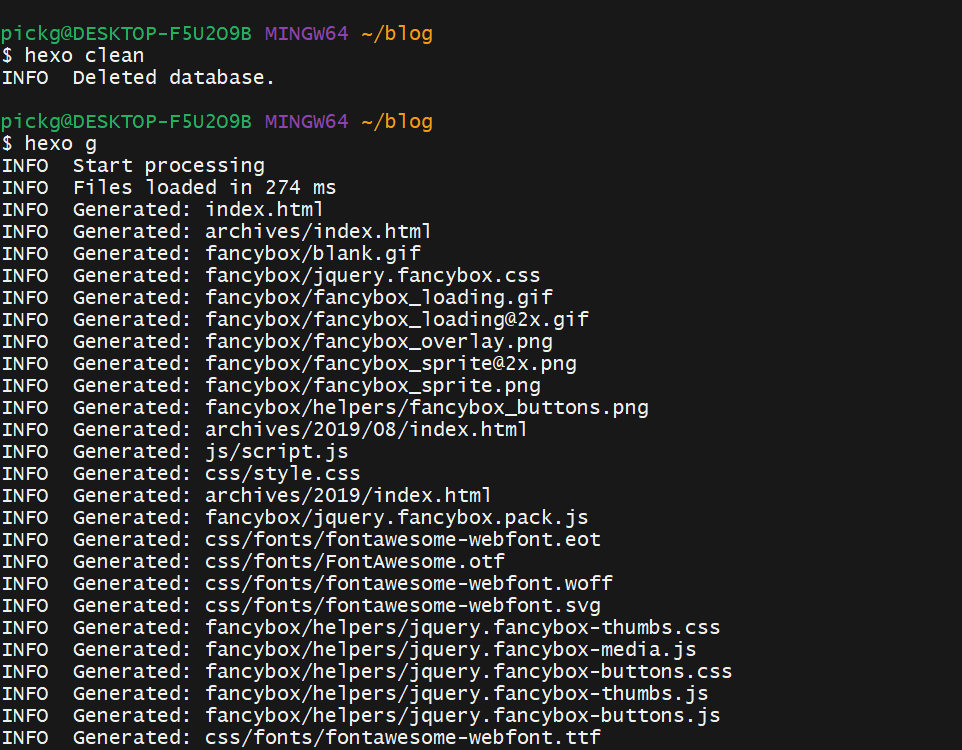 pickg@DESKTOP-F5U2O9B MINGW64 ~/blog
$ hexo clean
INFO  Deleted database.
pickg@DESKTOP-F5U2O9B MINGW64 ~/blog
$ hexo g
INFO  Start processing
INFO  Files loaded in 274 ms
INFO  Generated: index.html
INFO  Generated: archives/index.html
INFO  Generated: fancybox/blank.gif
INFO  Generated: fancybox/jquery.fancybox.css
INFO  Generated: fancybox/fancybox_loading.gif
INFO  Generated: fancybox/fancybox_loading@2x.gif
INFO  Generated: fancybox/fancybox_overlay.png
INFO  Generated: fancybox/fancybox_sprite@2x.png
INFO  Generated: fancybox/fancybox_sprite.png
INFO  Generated: fancybox/helpers/fancybox_buttons.png
INFO  Generated: archives/2019/08/index.html
INFO  Generated: js/script.js
INFO  Generated: css/style.css
INFO  Generated: archives/2019/index.html
INFO  Generated: fancybox/jquery.fancybox.pack.js
INFO  Generated: css/fonts/fontawesome-webfont.eot
INFO  Generated: css/fonts/FontAwesome.otf
INFO  Generated: css/fonts/fontawesome-webfont.woff
INFO  Generated: css/fonts/fontawesome-webfont.svg
INFO  Generated: fancybox/helpers/jquery.fancybox-thumbs.css
INFO  Generated: fancybox/helpers/jquery.fancybox-media.js
INFO  Generated: fancybox/helpers/jquery.fancybox-buttons.css
INFO  Generated: fancybox/helpers/jquery.fancybox-thumbs.js
INFO  Generated: fancybox/helpers/jquery.fancybox-buttons.js
INFO  Generated: css/fonts/fontawesome-webfont.ttf